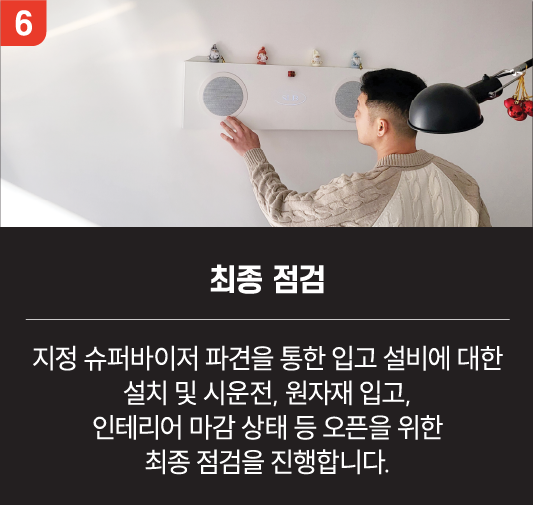 6
최종 점검
지정 슈퍼바이저 파견을 통한 입고 설비에 대한
설치 및 시운전, 원자재 입고,
인테리어 마감 상태 등 오픈을 위한
최종 점검을 진행합니다.